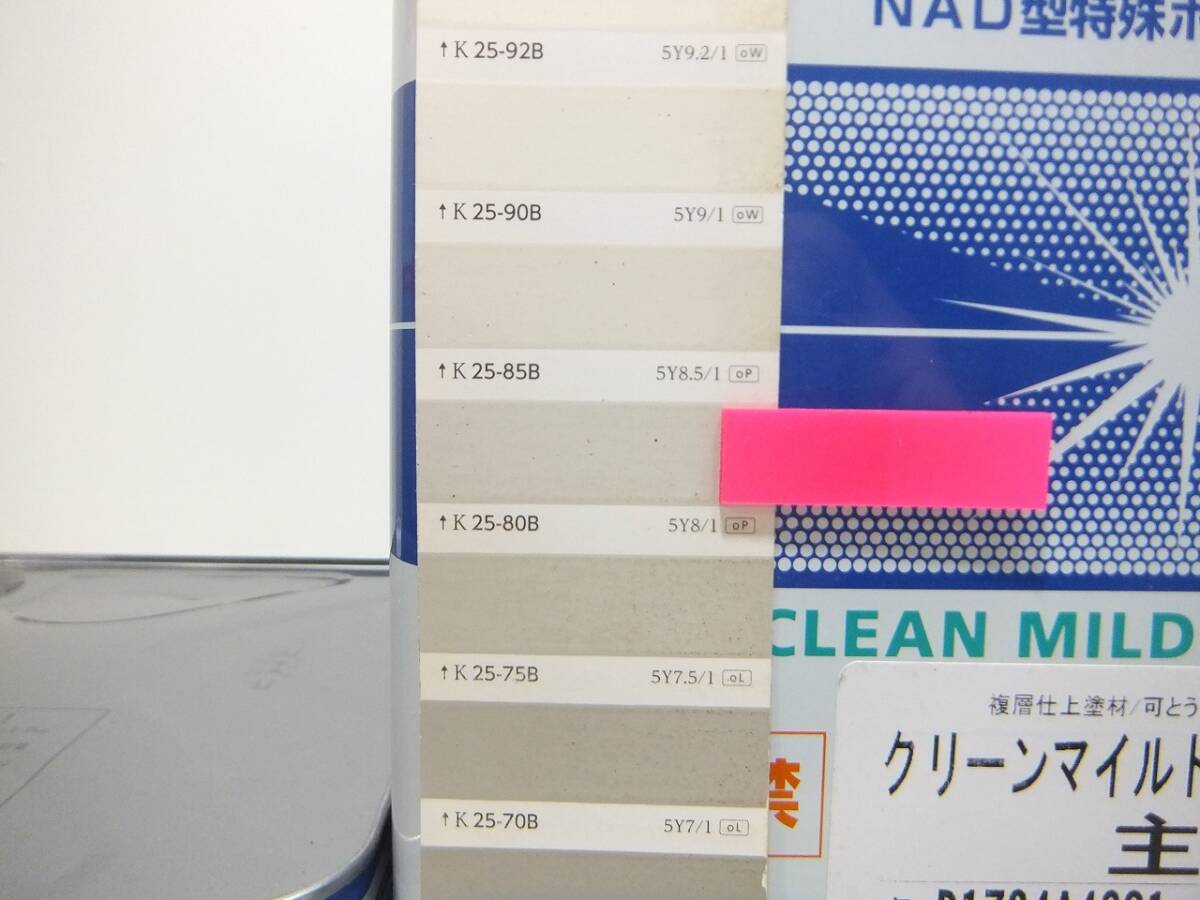 ↑K 25-92B 5Y9.2/1 oW
↑K 25-90B 5Y9/1 oW
↑K 25-85B 5Y8.5/1 oP
↑K 25-80B 5Y8/1 oP
↑K 25-75B 5Y7.5/1 oL
↑K 25-70B 5Y7/1 oL
NAD型特殊ポ
CLEAN MILD
禁
複層仕上塗材/可とう
クリーンマイルド
主